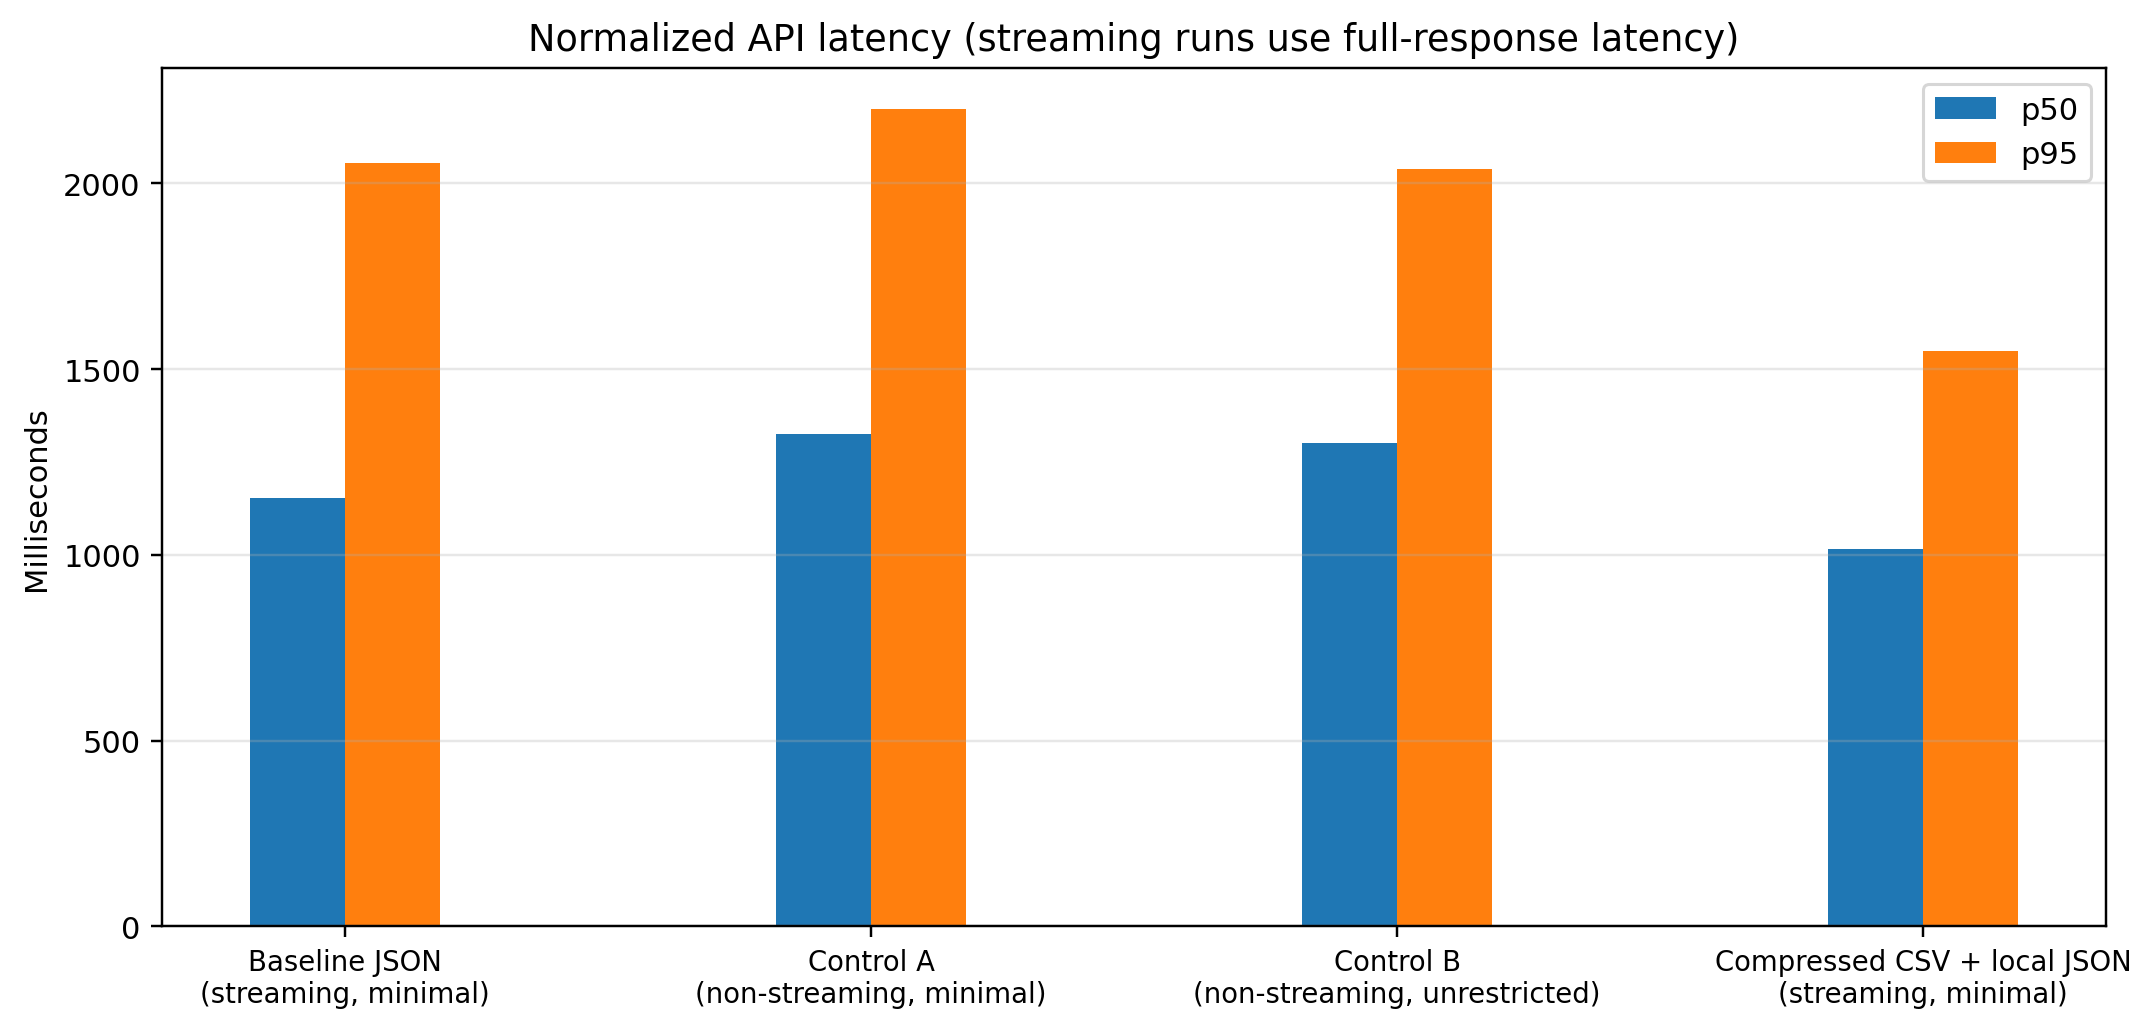 Normalized API latency (streaming runs use full-response latency)
p50
p95
Milliseconds
2000
1500
1000
500
0
Baseline JSON
(streaming, minimal)
Control A
(non-streaming, minimal)
Control B
(non-streaming, unrestricted)
Compressed CSV + local JSON
(streaming, minimal)